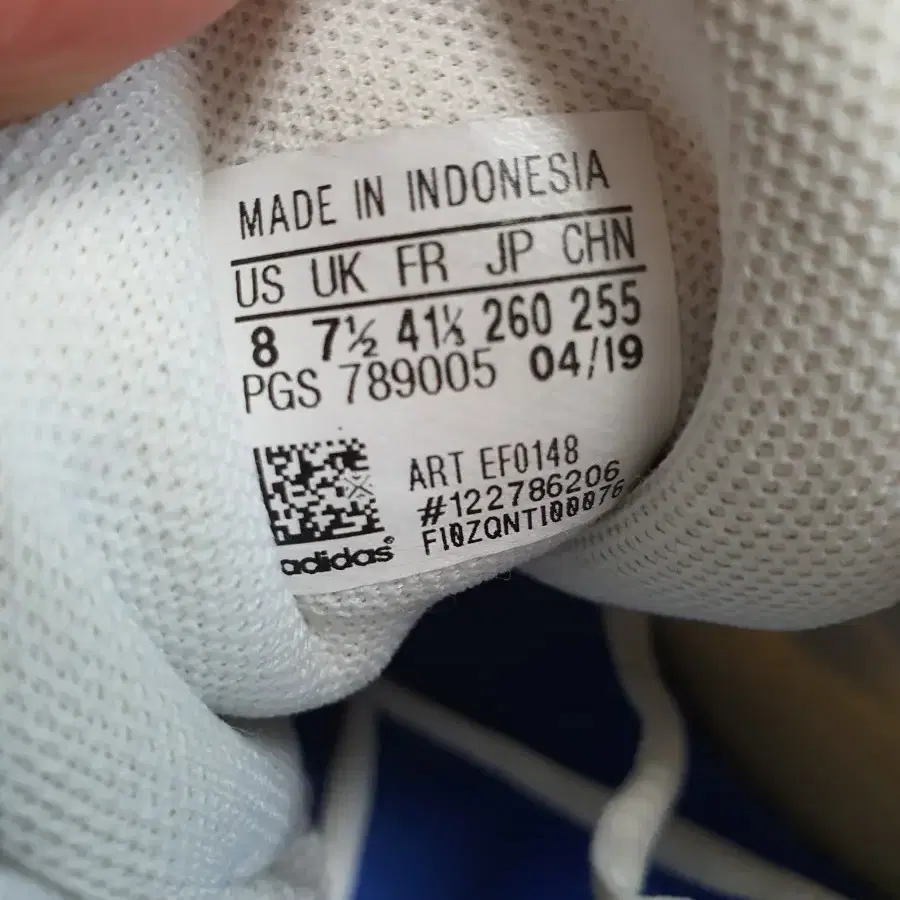 MADE IN INDONESIA
US UK FR JP CHN
8 7½ 41⅓ 260 255
PGS 789005 04/19
ART EF0148
#122786206
FI0ZQNTI00076
adidas®